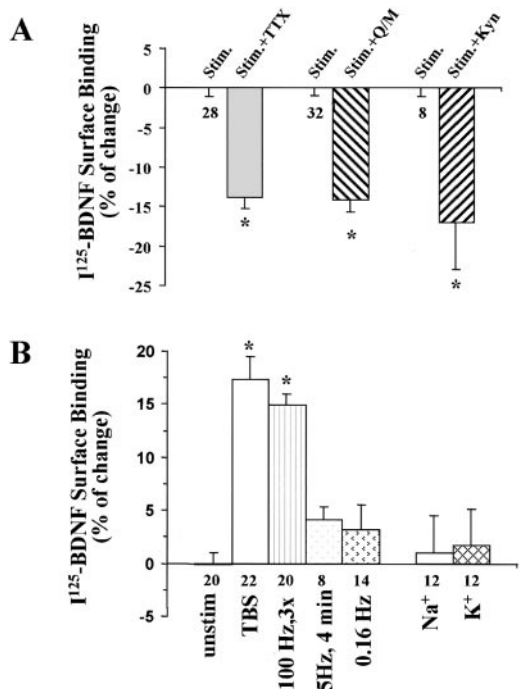 A
Stim. Stim.+TTX Stim. Stim.+Q/M Stim. Stim.+Kyn
I¹²⁵-BDNF Surface Binding
(% of change)
5
0
-5
-10
-15
-20
-25
28 32 8
* * *
B
I¹²⁵-BDNF Surface Binding
(% of change)
20
15
10
5
0
-5
* *
20 22 20 8 14 12 12
unstim TBS 100 Hz,3x 5Hz, 4 min 0.16 Hz Na⁺ K⁺